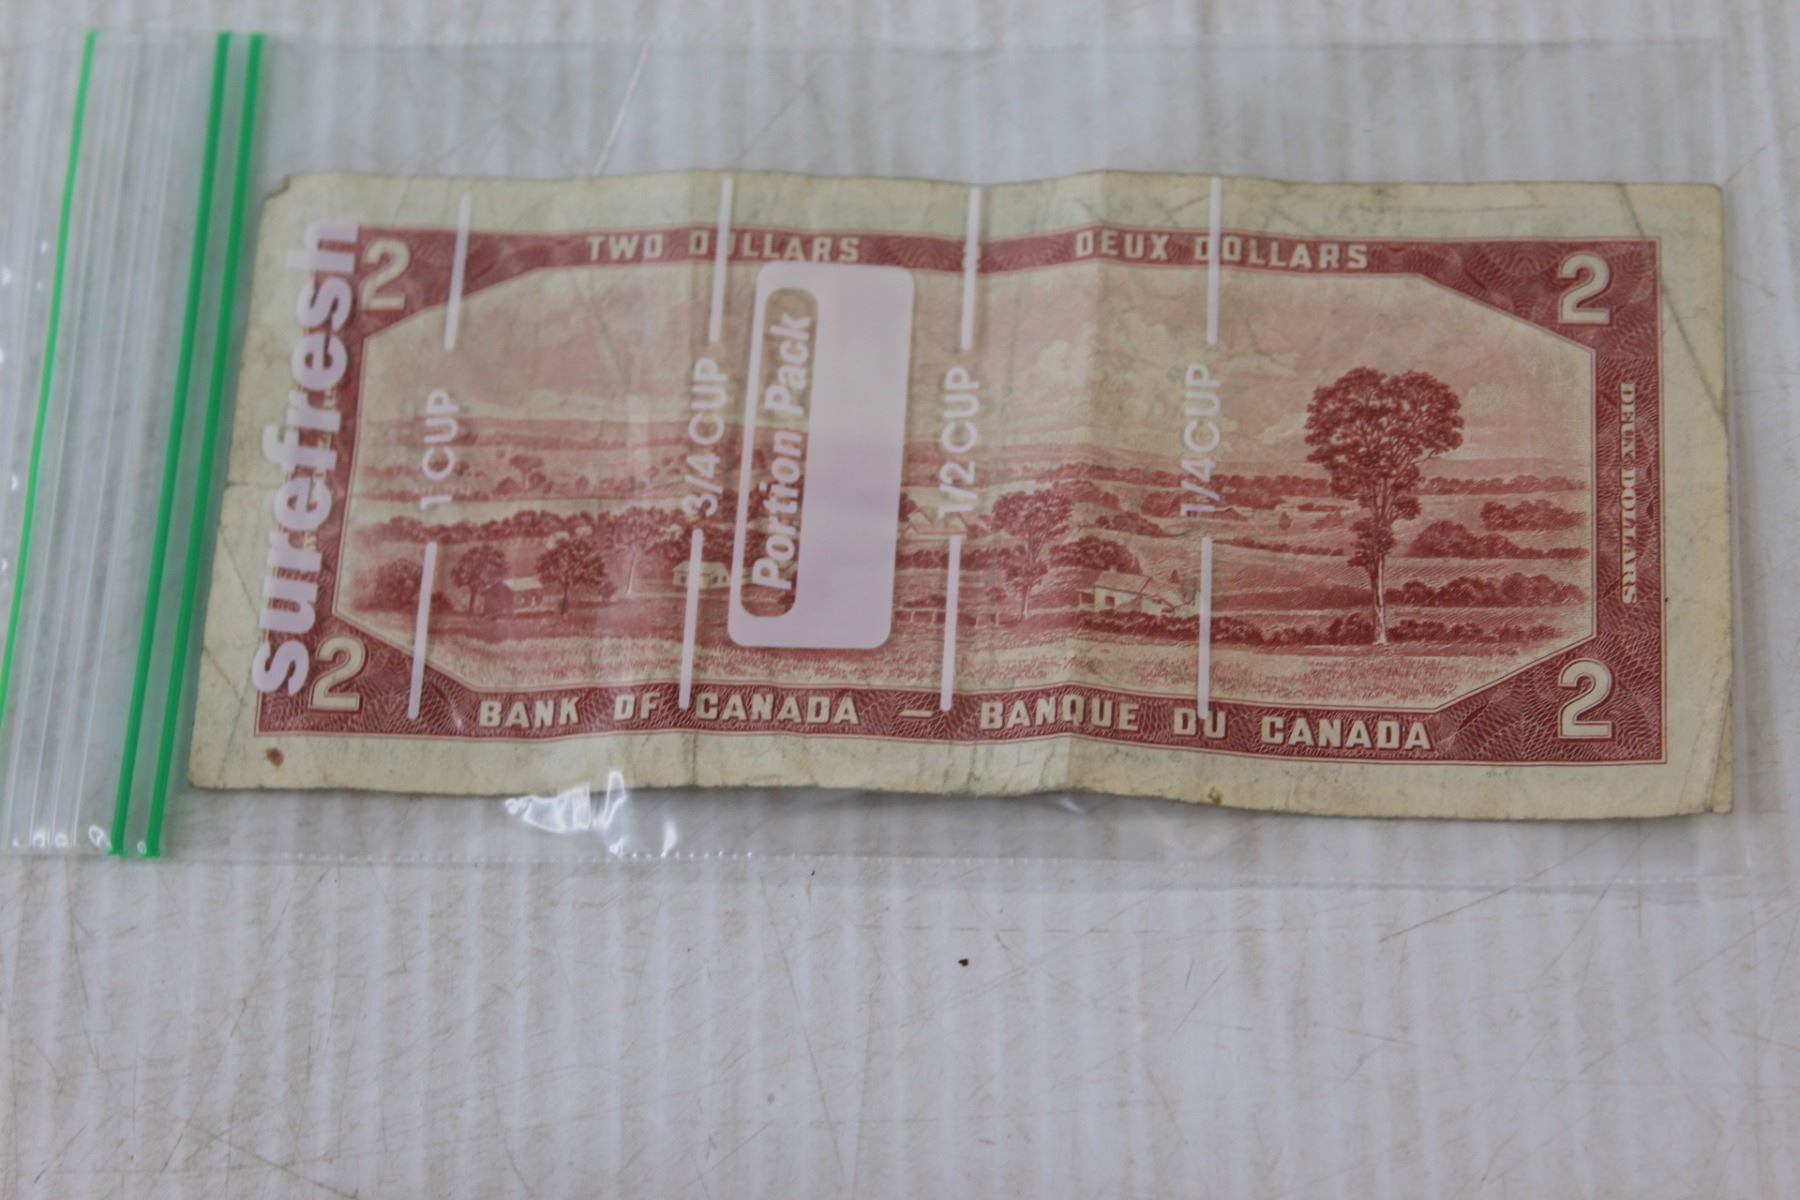 2 TWO DOLLARS DEUX DOLLARS 2
surefresh
1 CUP
3/4 CUP
Portion Pack
1/2 CUP
1/4 CUP
DEUX DOLLARS
2 BANK OF CANADA — BANQUE DU CANADA 2